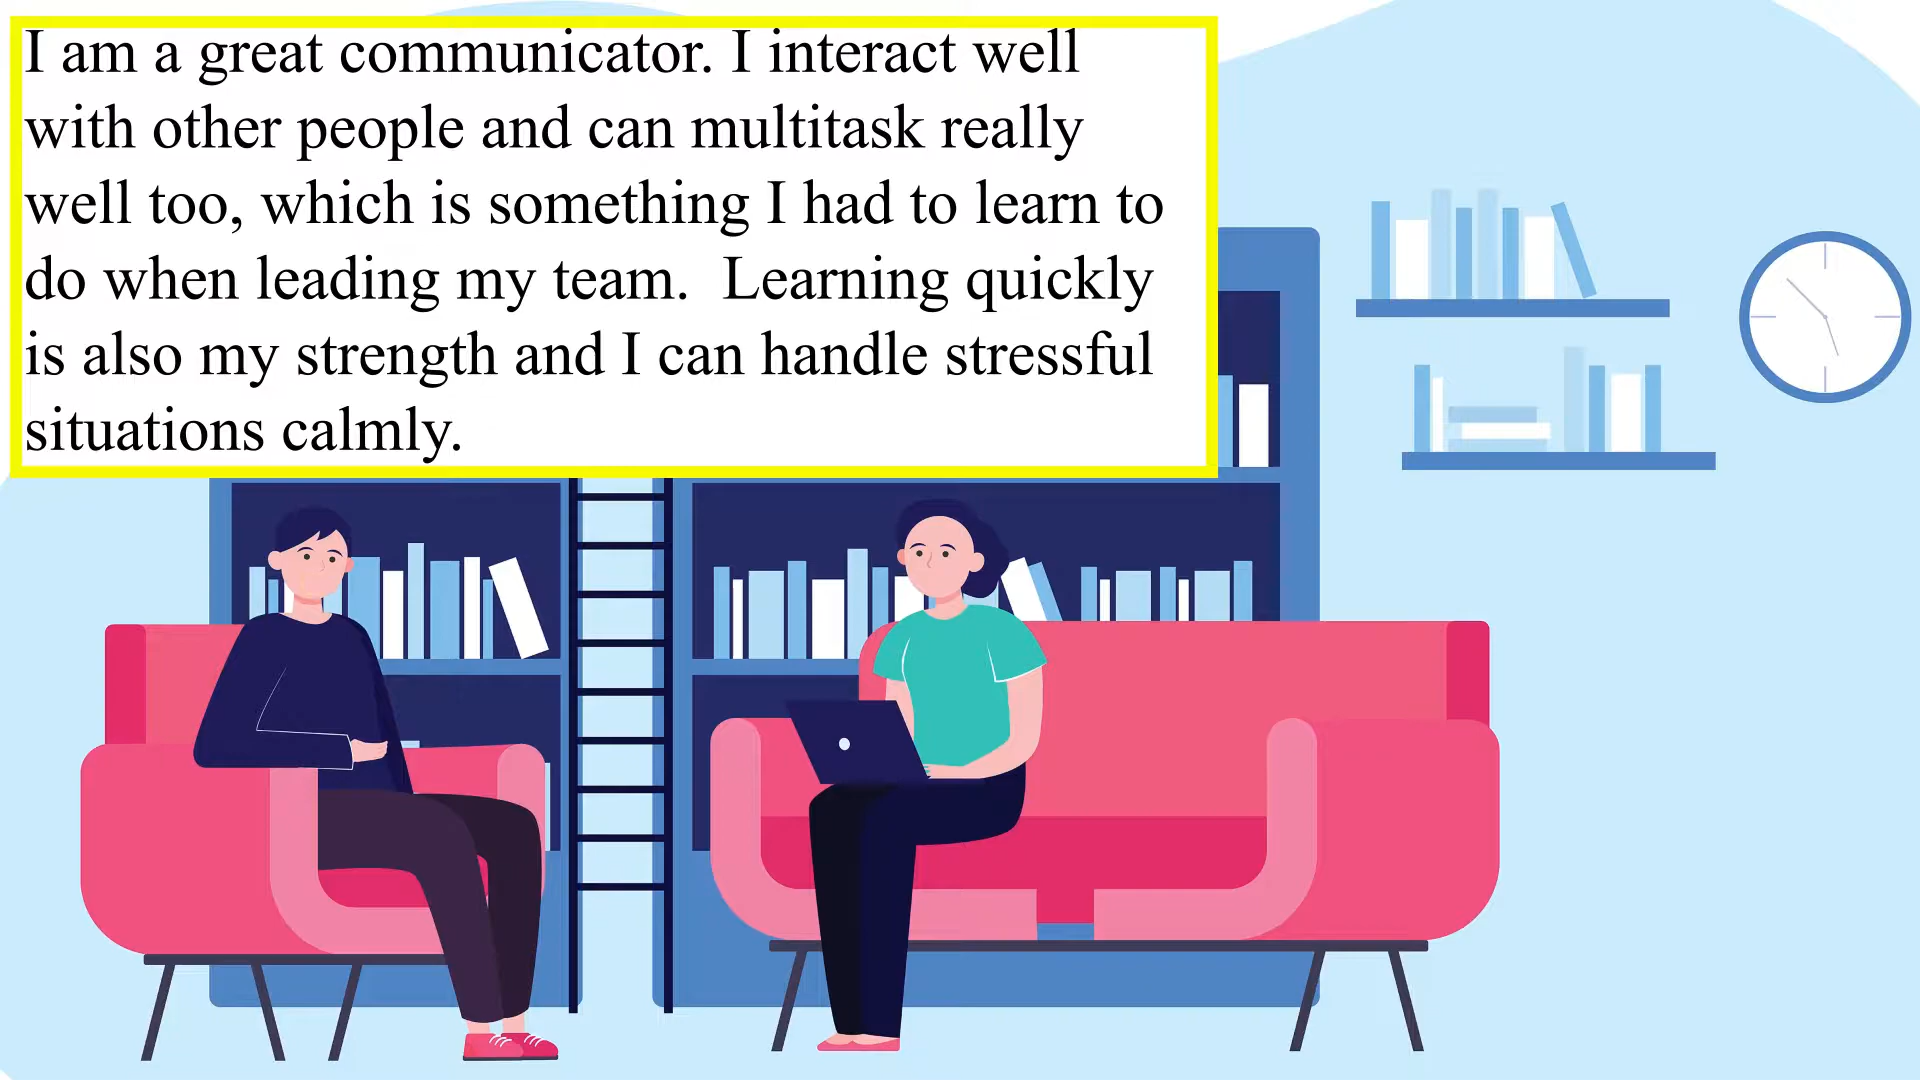 I am a great communicator. I interact well
with other people and can multitask really
well too, which is something I had to learn to
do when leading my team.  Learning quickly
is also my strength and I can handle stressful
situations calmly.